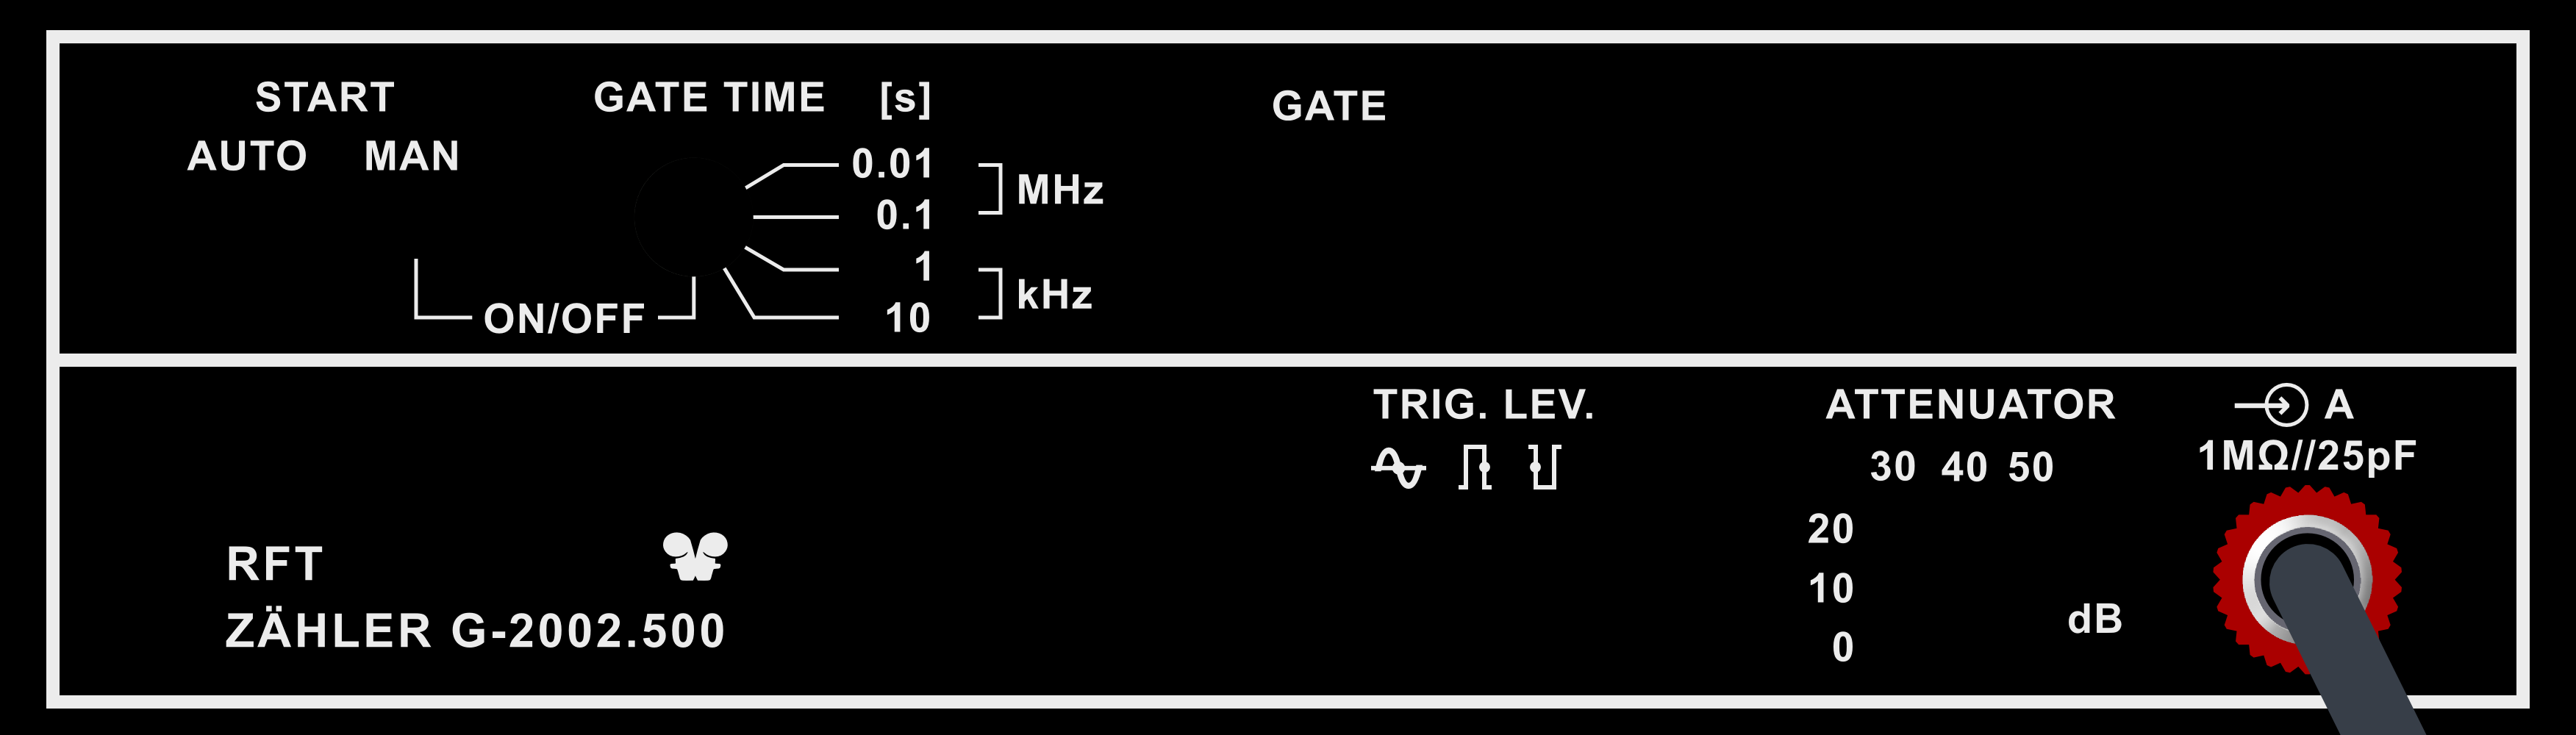 START
AUTO MAN
GATE TIME [s]
0.01
0.1
1
10
MHz
kHz
ON/OFF
GATE
TRIG. LEV.
ATTENUATOR
30 40 50
20
10
0
dB
A
1MΩ//25pF
RFT
ZÄHLER G-2002.500